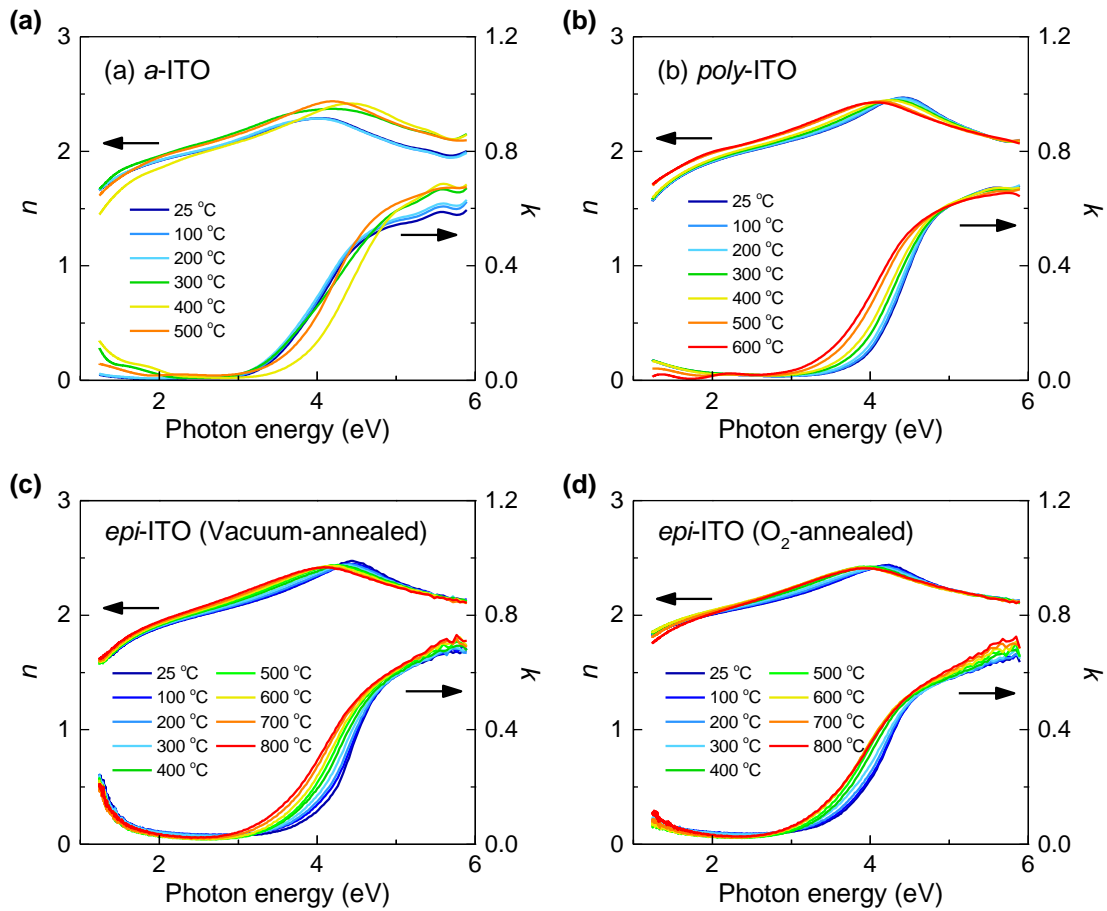 (a)
(a) a-ITO
3
2
1
0
n
1.2
0.8
0.4
0.0
k
25 °C
100 °C
200 °C
300 °C
400 °C
500 °C
2 4 6
Photon energy (eV)
(b)
(b) poly-ITO
3
2
1
0
n
1.2
0.8
0.4
0.0
k
25 °C
100 °C
200 °C
300 °C
400 °C
500 °C
600 °C
2 4 6
Photon energy (eV)
(c)
epi-ITO (Vacuum-annealed)
3
2
1
0
n
1.2
0.8
0.4
0.0
k
25 °C
100 °C
200 °C
300 °C
400 °C
500 °C
600 °C
700 °C
800 °C
2 4 6
Photon energy (eV)
(d)
epi-ITO (O₂-annealed)
3
2
1
0
n
1.2
0.8
0.4
0.0
k
25 °C
100 °C
200 °C
300 °C
400 °C
500 °C
600 °C
700 °C
800 °C
2 4 6
Photon energy (eV)